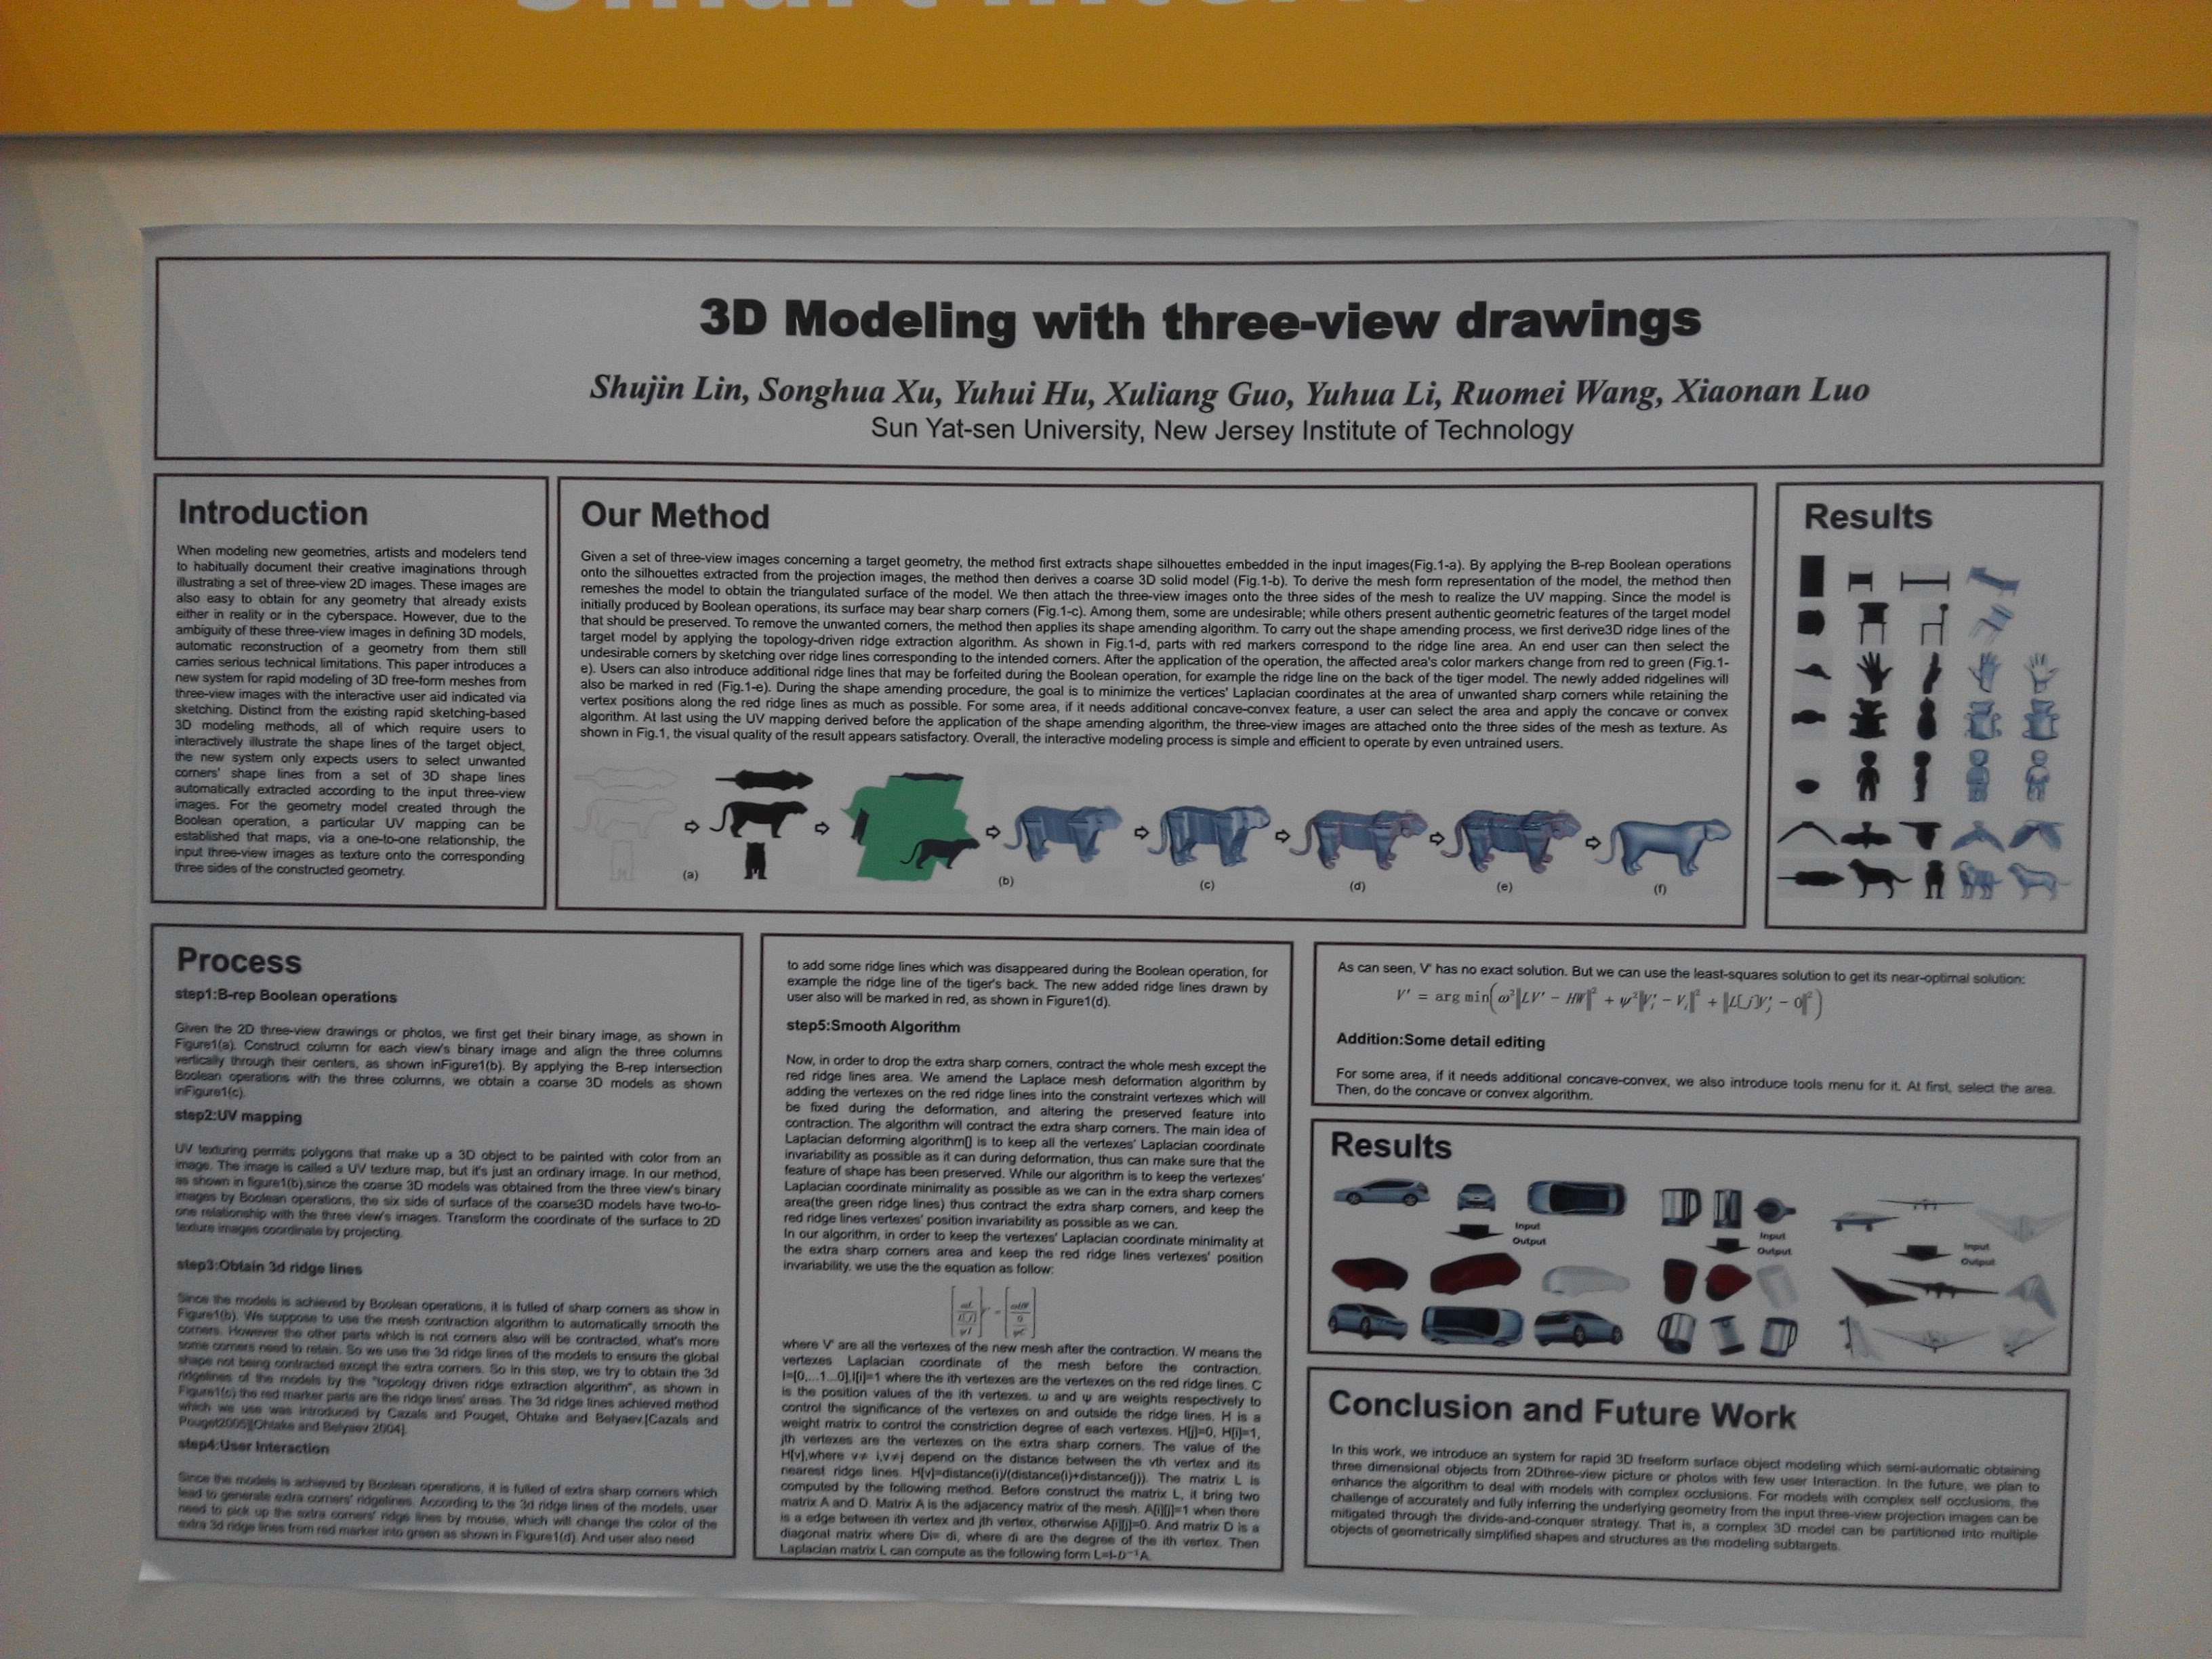 3D Modeling with three-view drawings
Shujin Lin, Songhua Xu, Yuhui Hu, Xuliang Guo, Yuhua Li, Ruomei Wang, Xiaonan Luo
Sun Yat-sen University, New Jersey Institute of Technology
Introduction
When modeling new geometries, artists and modelers tend
to habitually document their creative imaginations through
illustrating a set of three-view 2D images. These images are
also easy to obtain for any geometry that already exists
either in reality or in the cyberspace. However, due to the
ambiguity of these three-view images in defining 3D models,
automatic reconstruction of a geometry from them still
carries serious technical limitations. This paper introduces a
new system for rapid modeling of 3D free-form meshes from
three-view images with the interactive user aid indicated via
sketching. Distinct from the existing rapid sketching-based
3D modeling methods, all of which require users to
interactively illustrate the shape lines of the target object,
the new system only expects users to select unwanted
corners' shape lines from a set of 3D shape lines
automatically extracted according to the input three-view
images. For the geometry model created through the
Boolean operation, a particular UV mapping can be
established that maps, via a one-to-one relationship, the
input three-view images as texture onto the corresponding
three sides of the constructed geometry.
Our Method
Given a set of three-view images concerning a target geometry, the method first extracts shape silhouettes embedded in the input images(Fig.1-a). By applying the B-rep Boolean operations
onto the silhouettes extracted from the projection images, the method then derives a coarse 3D solid model (Fig.1-b). To derive the mesh form representation of the model, the method then
remeshes the model to obtain the triangulated surface of the model. We then attach the three-view images onto the three sides of the mesh to realize the UV mapping. Since the model is
initially produced by Boolean operations, its surface may bear sharp corners (Fig.1-c). Among them, some are undesirable; while others present authentic geometric features of the target model
that should be preserved. To remove the unwanted corners, the method then applies its shape amending algorithm. To carry out the shape amending process, we first derive3D ridge lines of the
target model by applying the topology-driven ridge extraction algorithm. As shown in Fig.1-d, parts with red markers correspond to the ridge line area. An end user can then select the
undesirable corners by sketching over ridge lines corresponding to the intended corners. After the application of the operation, the affected area's color markers change from red to green (Fig.1-
e). Users can also introduce additional ridge lines that may be forfeited during the Boolean operation, for example the ridge line on the back of the tiger model. The newly added ridgelines will
also be marked in red (Fig.1-e). During the shape amending procedure, the goal is to minimize the vertices' Laplacian coordinates at the area of unwanted sharp corners while retaining the
vertex positions along the red ridge lines as much as possible. For some area, if it needs additional concave-convex feature, a user can select the area and apply the concave or convex
algorithm. At last using the UV mapping derived before the application of the shape amending algorithm, the three-view images are attached onto the three sides of the mesh as texture. As
shown in Fig.1, the visual quality of the result appears satisfactory. Overall, the interactive modeling process is simple and efficient to operate by even untrained users.
(a) (b) (c) (d) (e) (f)
Results
Process
step1:B-rep Boolean operations
Given the 2D three-view drawings or photos, we first get their binary image, as shown in
Figure1(a). Construct column for each view's binary image and align the three columns
vertically through their centers, as shown inFigure1(b). By applying the B-rep intersection
Boolean operations with the three columns, we obtain a coarse 3D models as shown
inFigure1(c).
step2:UV mapping
UV texturing permits polygons that make up a 3D object to be painted with color from an
image. The image is called a UV texture map, but it's just an ordinary image. In our method,
as shown in figure1(b),since the coarse 3D models was obtained from the three view's binary
images by Boolean operations, the six side of surface of the coarse3D models have two-to-
one relationship with the three view's images. Transform the coordinate of the surface to 2D
texture images coordinate by projecting.
step3:Obtain 3d ridge lines
Since the models is achieved by Boolean operations, it is fulled of sharp corners as show in
Figure1(b). We suppose to use the mesh contraction algorithm to automatically smooth the
corners. However the other parts which is not corners also will be contracted, what's more
some corners need to retain. So we use the 3d ridge lines of the models to ensure the global
shape not being contracted except the extra corners. So in this step, we try to obtain the 3d
ridgelines of the models by the "topology driven ridge extraction algorithm", as shown in
Figure1(c) the red marker parts are the ridge lines' areas. The 3d ridge lines achieved method
which we use was introduced by Cazals and Pouget, Ohtake and Belyaev.[Cazals and
Pouget2005][Ohtake and Belyaev 2004].
step4:User Interaction
Since the models is achieved by Boolean operations, it is fulled of extra sharp corners which
lead to generate extra corners' ridgelines. According to the 3d ridge lines of the models, user
need to pick up the extra corners' ridge lines by mouse, which will change the color of the
extra 3d ridge lines from red marker into green as shown in Figure1(d). And user also need
to add some ridge lines which was disappeared during the Boolean operation, for
example the ridge line of the tiger's back. The new added ridge lines drawn by
user also will be marked in red, as shown in Figure1(d).
step5:Smooth Algorithm
Now, in order to drop the extra sharp corners, contract the whole mesh except the
red ridge lines area. We amend the Laplace mesh deformation algorithm by
adding the vertexes on the red ridge lines into the constraint vertexes which will
be fixed during the deformation, and altering the preserved feature into
contraction. The algorithm will contract the extra sharp corners. The main idea of
Laplacian deforming algorithm[] is to keep all the vertexes' Laplacian coordinate
invariability as possible as it can during deformation, thus can make sure that the
feature of shape has been preserved. While our algorithm is to keep the vertexes'
Laplacian coordinate minimality as possible as we can in the extra sharp corners
area(the green ridge lines) thus contract the extra sharp corners, and keep the
red ridge lines vertexes' position invariability as possible as we can.
In our algorithm, in order to keep the vertexes' Laplacian coordinate minimality at
the extra sharp corners area and keep the red ridge lines vertexes' position
invariability. we use the the equation as follow:
where V' are all the vertexes of the new mesh after the contraction. W means the
vertexes Laplacian coordinate of the mesh before the contraction.
I=[0,...1...0],I[i]=1 where the ith vertexes are the vertexes on the red ridge lines. C
is the position values of the ith vertexes. ω and ψ are weights respectively to
control the significance of the vertexes on and outside the ridge lines. H is a
weight matrix to control the constriction degree of each vertexes. H[j]=0, H[i]=1,
jth vertexes are the vertexes on the extra sharp corners. The value of the
H[v],where v≠ i,v≠j depend on the distance between the vth vertex and its
nearest ridge lines. H[v]=distance(i)/(distance(i)+distance(j)). The matrix L is
computed by the following method. Before construct the matrix L, it bring two
matrix A and D. Matrix A is the adjacency matrix of the mesh. A[i][j]=1 when there
is a edge between ith vertex and jth vertex, otherwise A[i][j]=0. And matrix D is a
diagonal matrix where Di= di, where di are the degree of the ith vertex. Then
Laplacian matrix L can compute as the following form L=I-D⁻¹A.
As can seen, V' has no exact solution. But we can use the least-squares solution to get its near-optimal solution:
V' = arg min(ω²‖LV' − HW‖² + ψ²‖V'ᵢ − Vᵢ‖² + ‖L[j]V'ⱼ − 0‖²)
Addition:Some detail editing
For some area, if it needs additional concave-convex, we also introduce tools menu for it. At first, select the area.
Then, do the concave or convex algorithm.
Results
Input
Output
Input
Output
Input
Output
Conclusion and Future Work
In this work, we introduce an system for rapid 3D freeform surface object modeling which semi-automatic obtaining
three dimensional objects from 2Dthree-view picture or photos with few user Interaction. In the future, we plan to
enhance the algorithm to deal with models with complex occlusions. For models with complex self occlusions, the
challenge of accurately and fully inferring the underlying geometry from the input three-view projection images can be
mitigated through the divide-and-conquer strategy. That is, a complex 3D model can be partitioned into multiple
objects of geometrically simplified shapes and structures as the modeling subtargets.